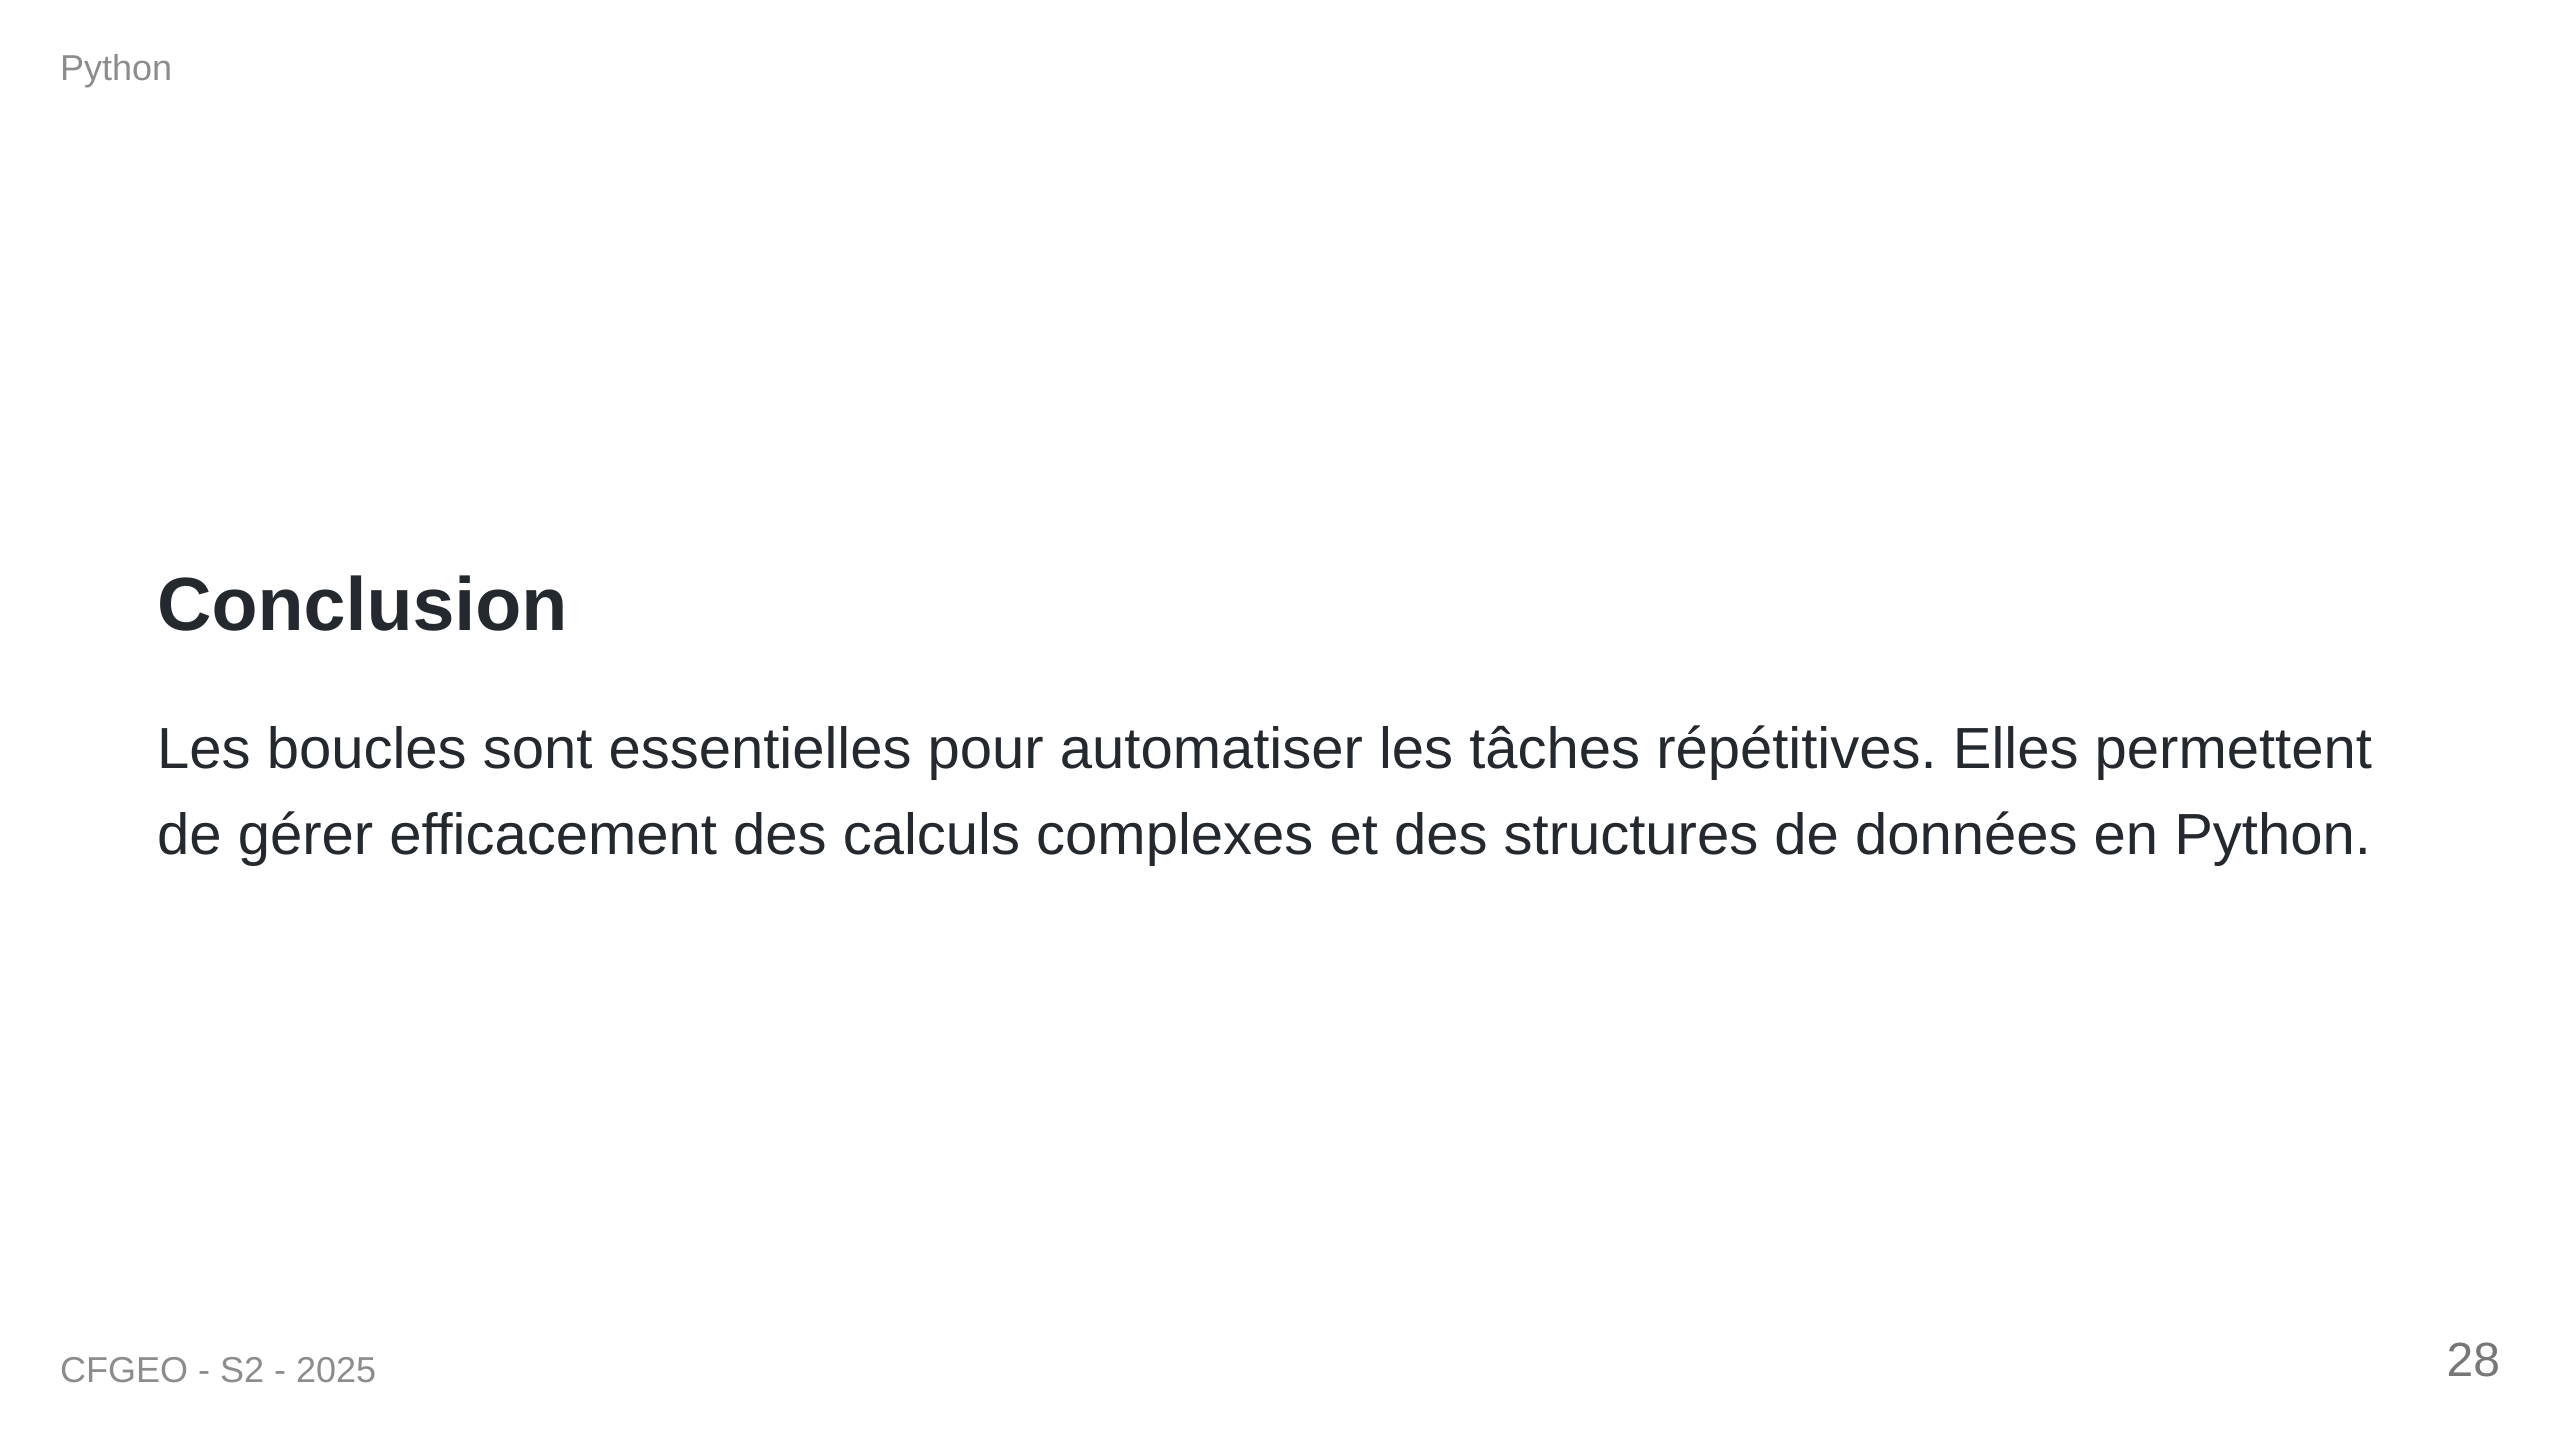 Python
Conclusion
Les boucles sont essentielles pour automatiser les tâches répétitives. Elles permettent
de gérer efficacement des calculs complexes et des structures de données en Python.
CFGEO - S2 - 2025
28